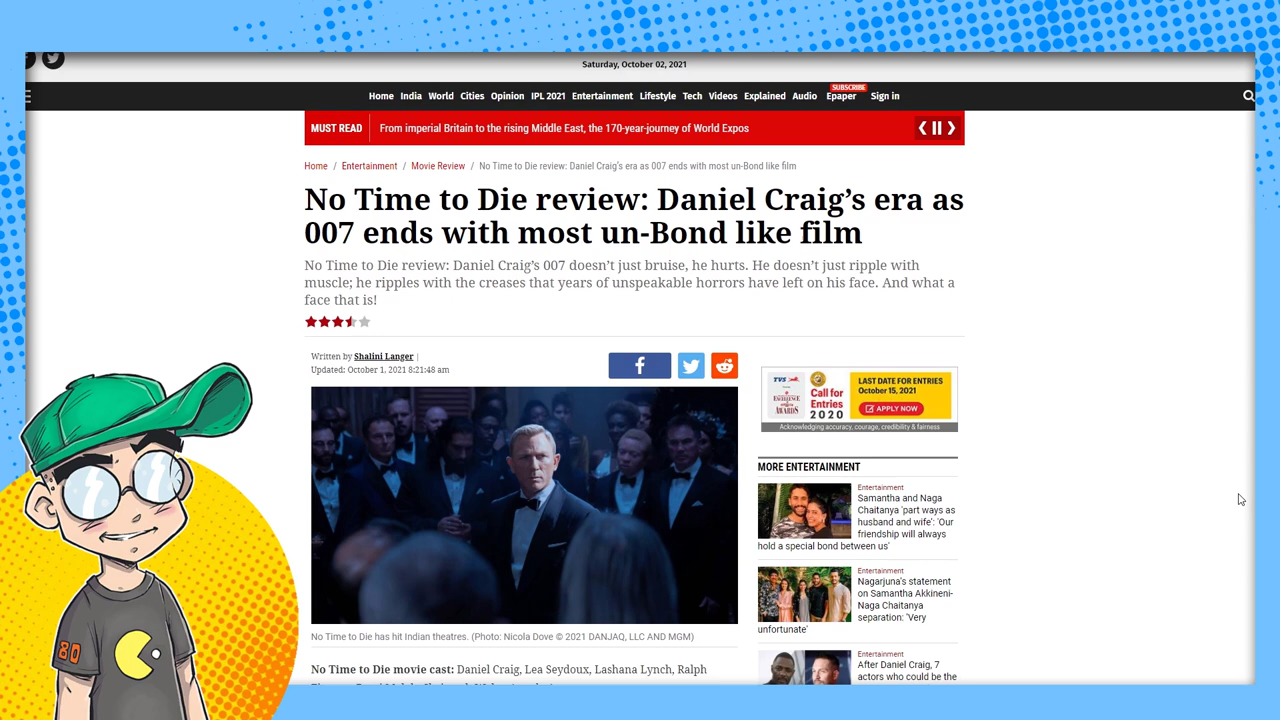 Saturday, October 02, 2021
SUBSCRIBE
Home India World Cities Opinion IPL 2021 Entertainment Lifestyle Tech Videos Explained Audio Epaper Sign in
MUST READ From imperial Britain to the rising Middle East, the 170-year-journey of World Expos
Home / Entertainment / Movie Review / No Time to Die review: Daniel Craig's era as 007 ends with most un-Bond like film
No Time to Die review: Daniel Craig's era as
007 ends with most un-Bond like film
No Time to Die review: Daniel Craig's 007 doesn't just bruise, he hurts. He doesn't just ripple with
muscle; he ripples with the creases that years of unspeakable horrors have left on his face. And what a
face that is!
Written by Shalini Langer |
Updated: October 1, 2021 8:21:48 am
No Time to Die has hit Indian theatres. (Photo: Nicola Dove © 2021 DANJAQ, LLC AND MGM)
No Time to Die movie cast: Daniel Craig, Lea Seydoux, Lashana Lynch, Ralph
TVS
EXCELLENCE
AWARDS
Call for
Entries
2020
LAST DATE FOR ENTRIES
October 15, 2021
APPLY NOW
Acknowledging accuracy, courage, credibility & fairness
MORE ENTERTAINMENT
Entertainment
Samantha and Naga
Chaitanya 'part ways as
husband and wife': 'Our
friendship will always
hold a special bond between us'
Entertainment
Nagarjuna's statement
on Samantha Akkineni-
Naga Chaitanya
separation: 'Very
unfortunate'
Entertainment
After Daniel Craig, 7
actors who could be the
80